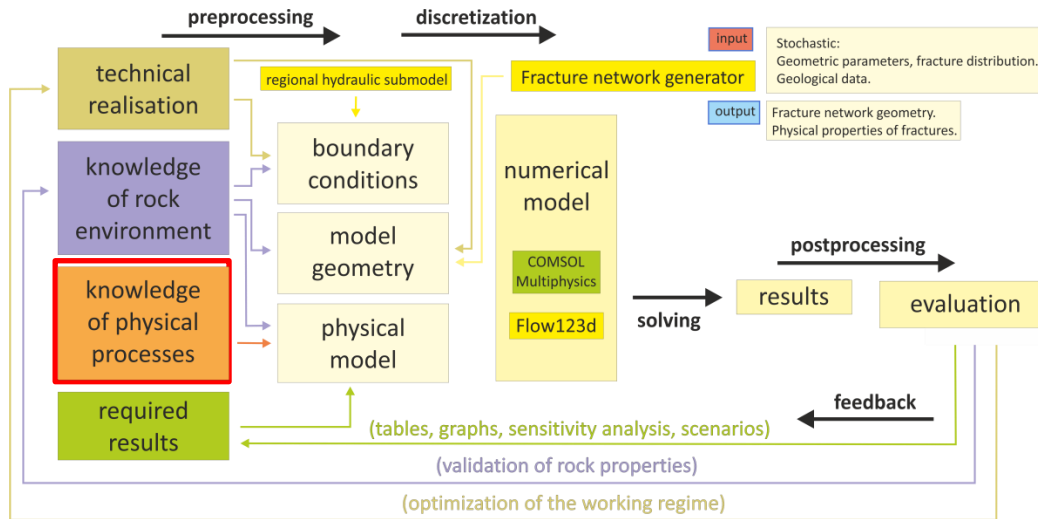 preprocessing
discretization
technical
realisation
regional hydraulic submodel
Fracture network generator
input
Stochastic:
Geometric parameters, fracture distribution.
Geological data.
output
Fracture network geometry.
Physical properties of fractures.
knowledge
of rock
environment
boundary
conditions
numerical
model
model
geometry
COMSOL
Multiphysics
Flow123d
knowledge
of physical
processes
physical
model
solving
postprocessing
results
evaluation
required
results
feedback
(tables, graphs, sensitivity analysis, scenarios)
(validation of rock properties)
(optimization of the working regime)